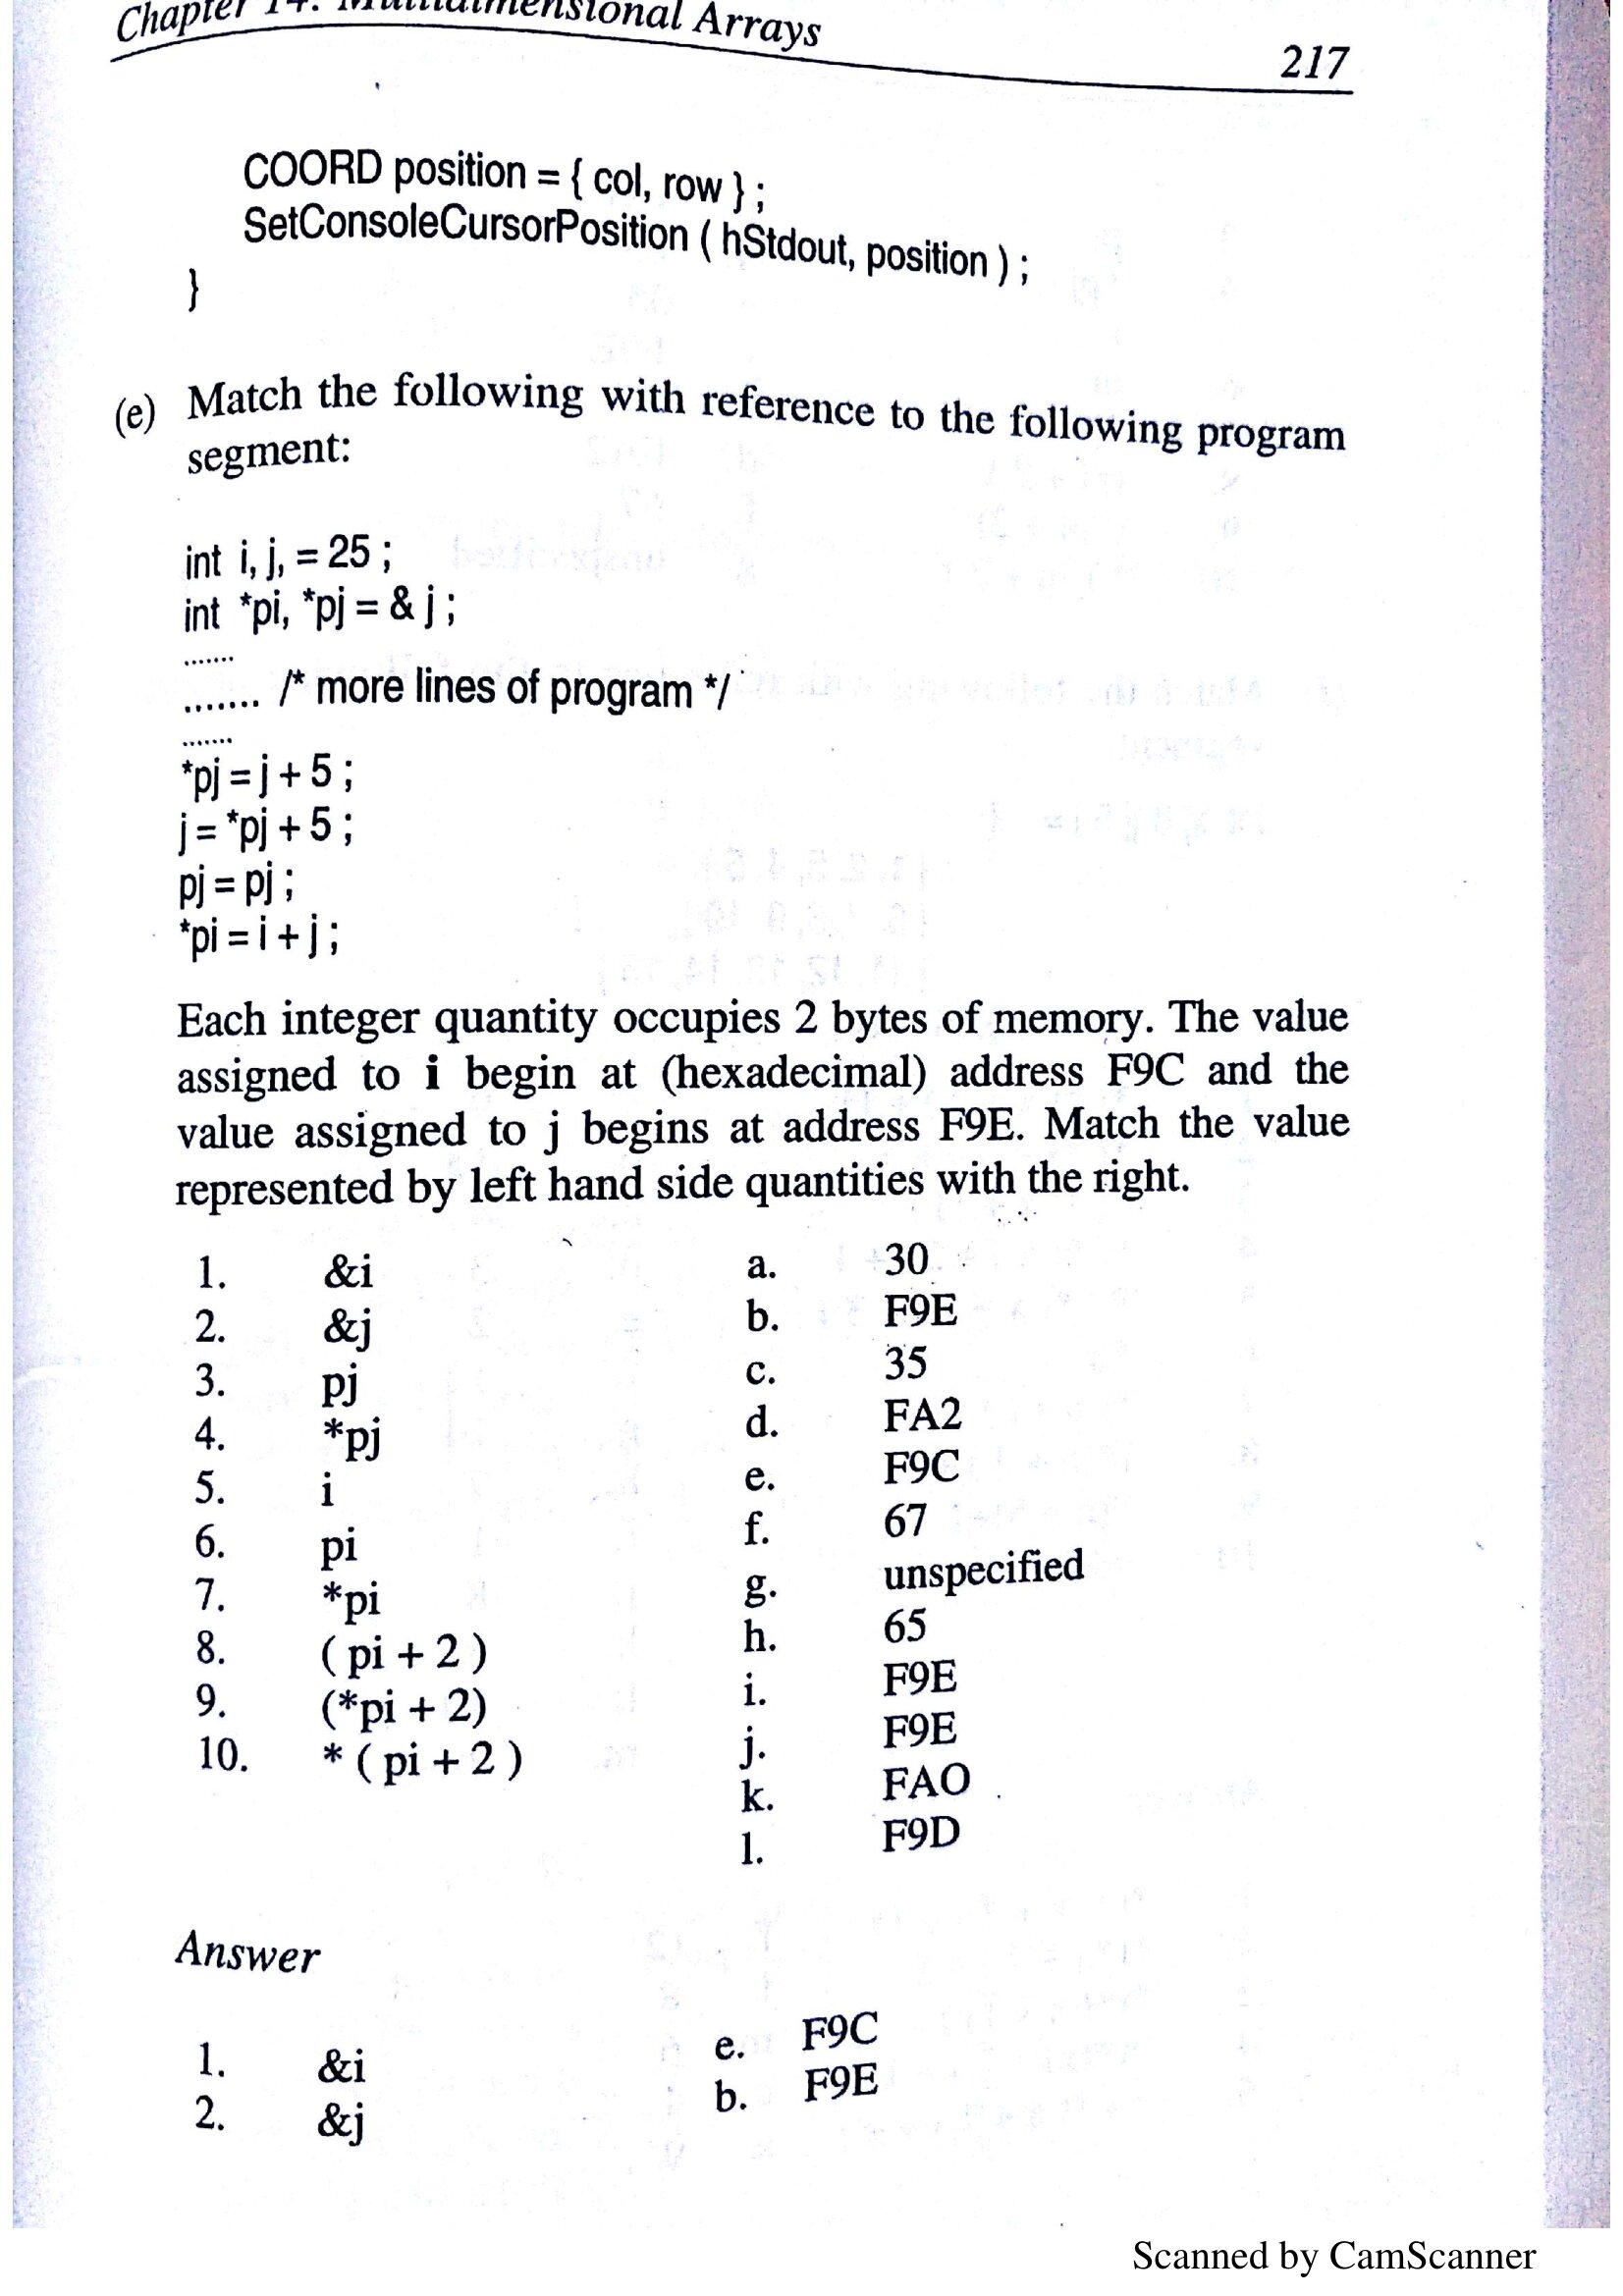 Chapter 14: Multidimensional Arrays
217
COORD position = { col, row } ;
SetConsoleCursorPosition ( hStdout, position ) ;
}
(e) Match the following with reference to the following program
segment:
int i, j, = 25 ;
int *pi, *pj = & j ;
.......
....... /* more lines of program */
.......
*pj = j + 5 ;
j = *pj + 5 ;
pj = pj ;
*pi = i + j ;
Each integer quantity occupies 2 bytes of memory. The value
assigned to i begin at (hexadecimal) address F9C and the
value assigned to j begins at address F9E. Match the value
represented by left hand side quantities with the right.
1. &i a. 30
2. &j b. F9E
3. pj c. 35
4. *pj d. FA2
5. i e. F9C
6. pi f. 67
7. *pi g. unspecified
8. ( pi + 2 ) h. 65
9. (*pi + 2) i. F9E
10. * ( pi + 2 ) j. F9E
k. FAO
l. F9D
Answer
1. &i e. F9C
2. &j b. F9E
Scanned by CamScanner